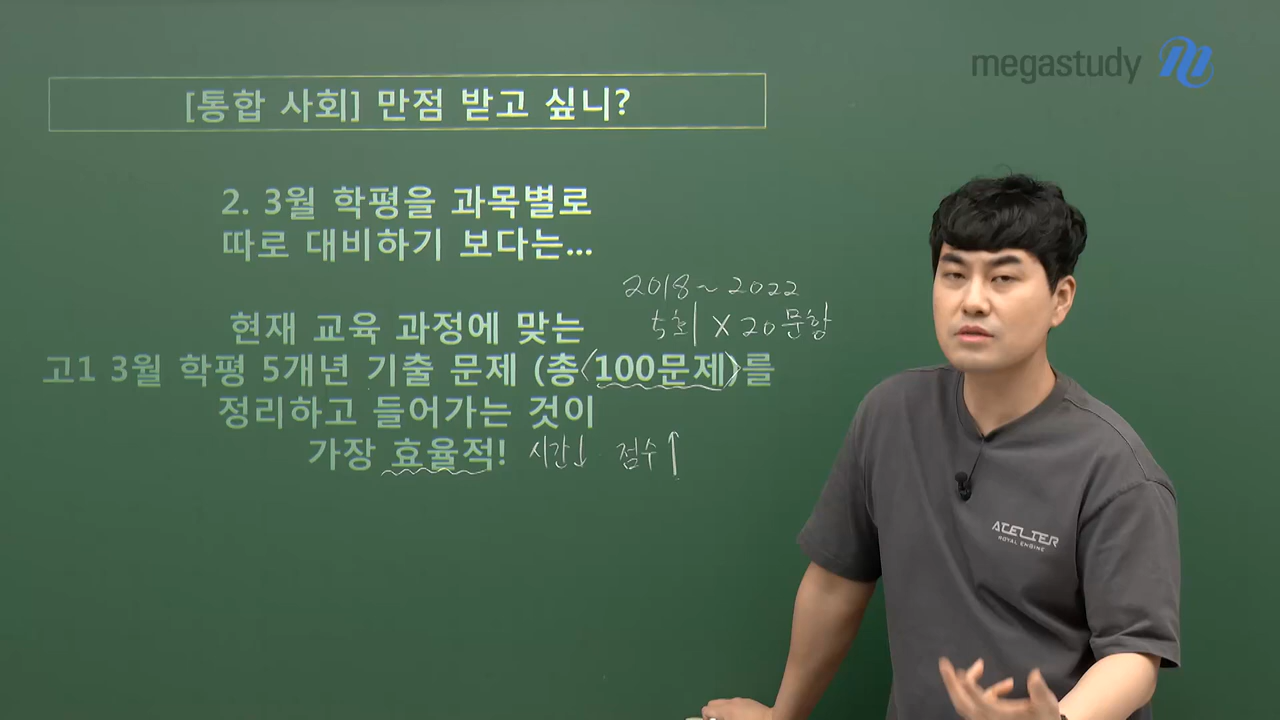 megastudy
[통합 사회] 만점 받고 싶니?
2. 3월 학평을 과목별로
따로 대비하기 보다는...
2018~2022
5회 X 20문항
현재 교육 과정에 맞는
고1 3월 학평 5개년 기출 문제 (총<100문제)>를
정리하고 들어가는 것이
가장 효율적! 시간↓ 점수↑
ATELIER
ROYAL ENGINE